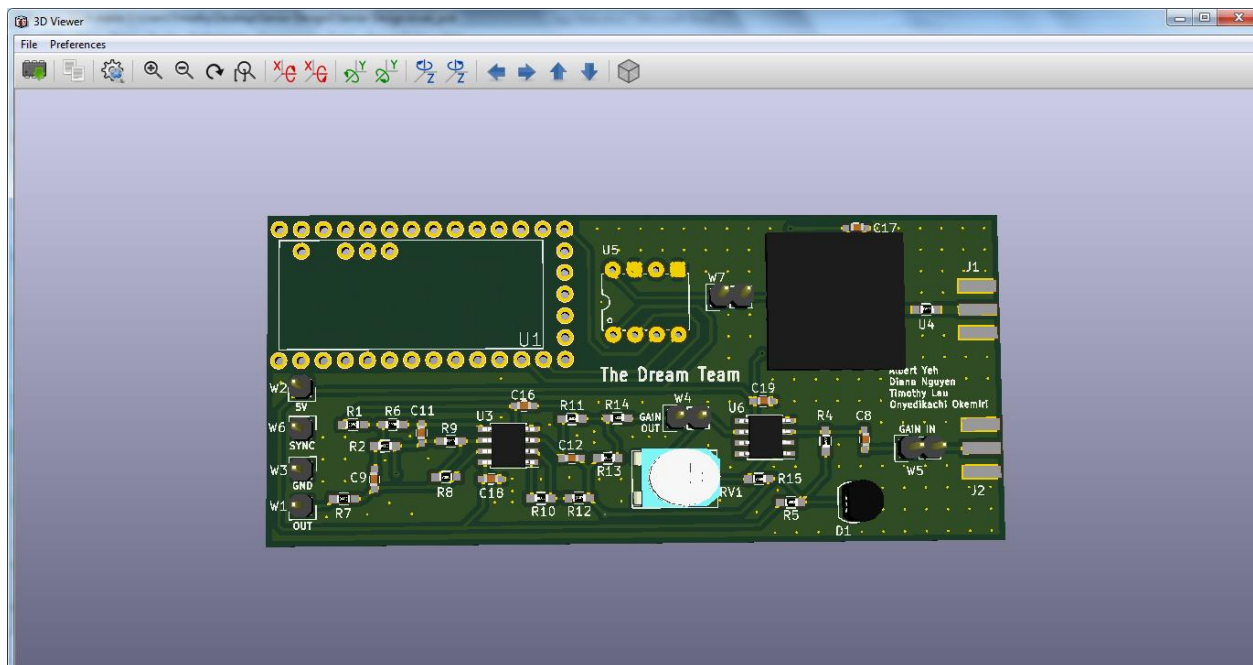 3D Viewer
File Preferences
U5
C17
W7
J1
U4
U1
The Dream Team
Albert Yeh
Diana Nguyen
Timothy Lau
Onyedikachi Okemiri
W2
5V
C16
W4
C19
R1
R6
C11
U3
R11
R14
GAIN
OUT
U6
R4
C8
W6
SYNC
R9
GAIN IN
R2
C12
W5
W3
C9
R13
GND
R8
C18
RV1
R15
J2
W1
R7
R10
R12
R5
OUT
D1